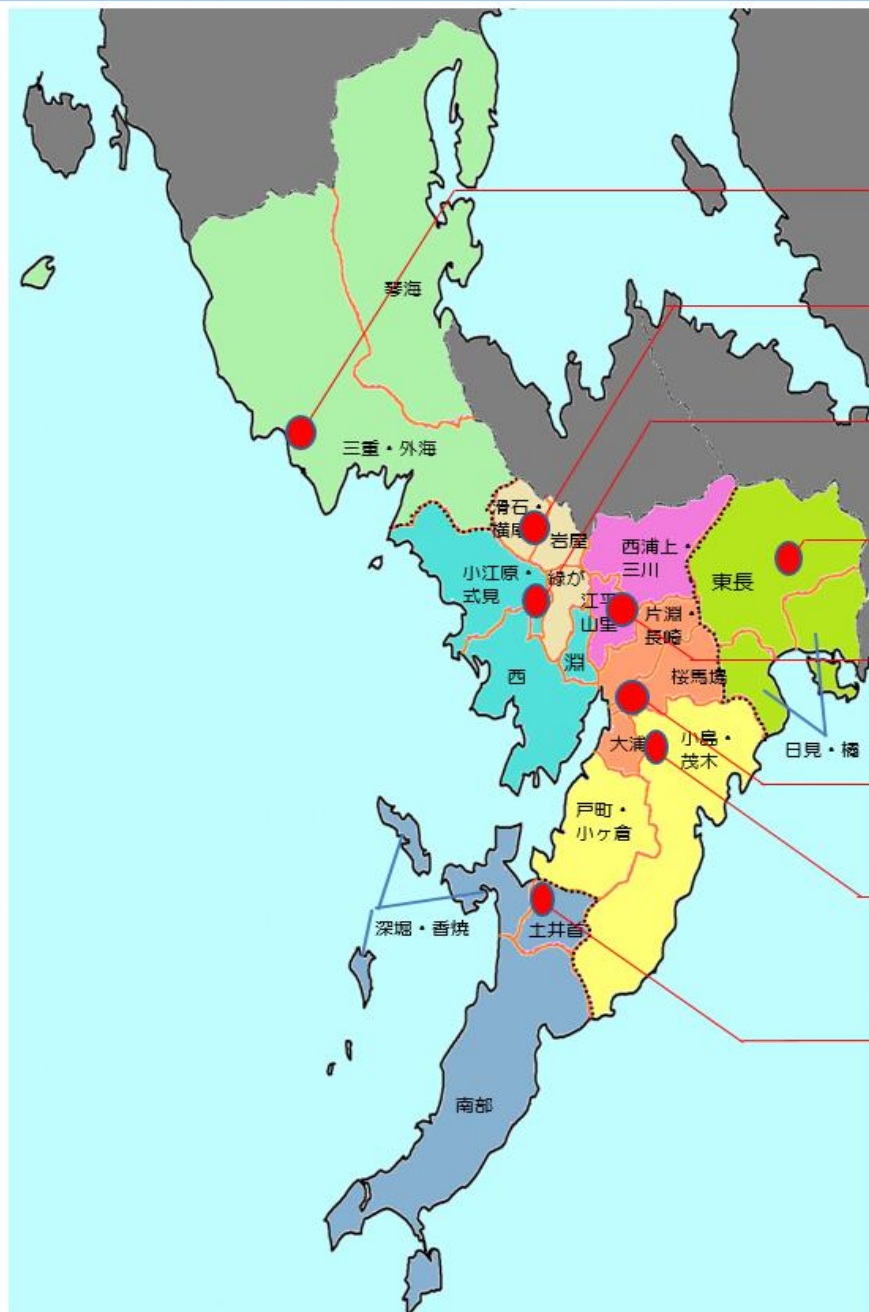 琴海
三重・外海
滑石・
横尾
岩屋
西浦上・
三川
東長
小江原・
式見
緑が
江平
山里
片淵・
長崎
淵
西
桜馬場
大浦
小島・
茂木
日見・橘
戸町・
小ヶ倉
深堀・香焼
土井首
南部